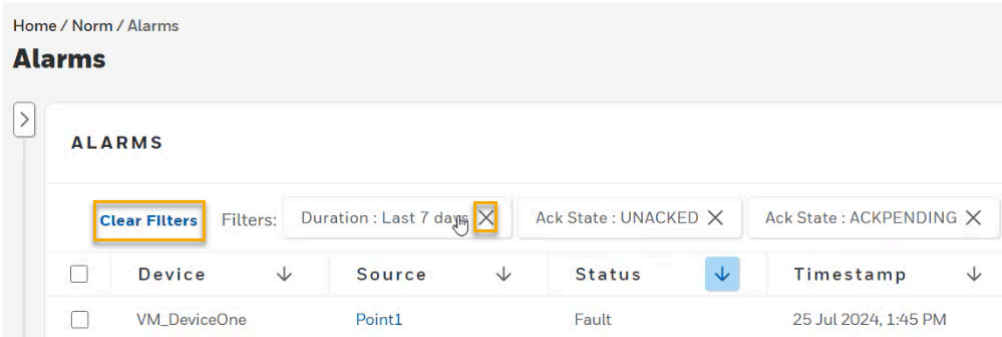 Home / Norm / Alarms
Alarms
ALARMS
Clear Filters Filters: Duration : Last 7 days Ack State : UNACKED Ack State : ACKPENDING
Device Source Status Timestamp
VM_DeviceOne Point1 Fault 25 Jul 2024, 1:45 PM